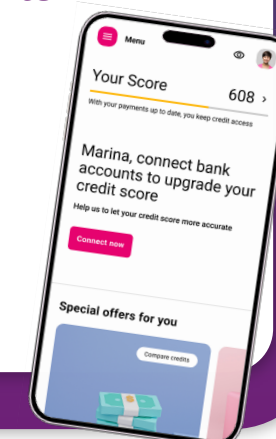 Menu
Your Score
608 >
With your payments up to date, you keep credit access
Marina, connect bank
accounts to upgrade your
credit score
Help us to let your credit score more accurate
Connect now
Special offers for you
Compare credits